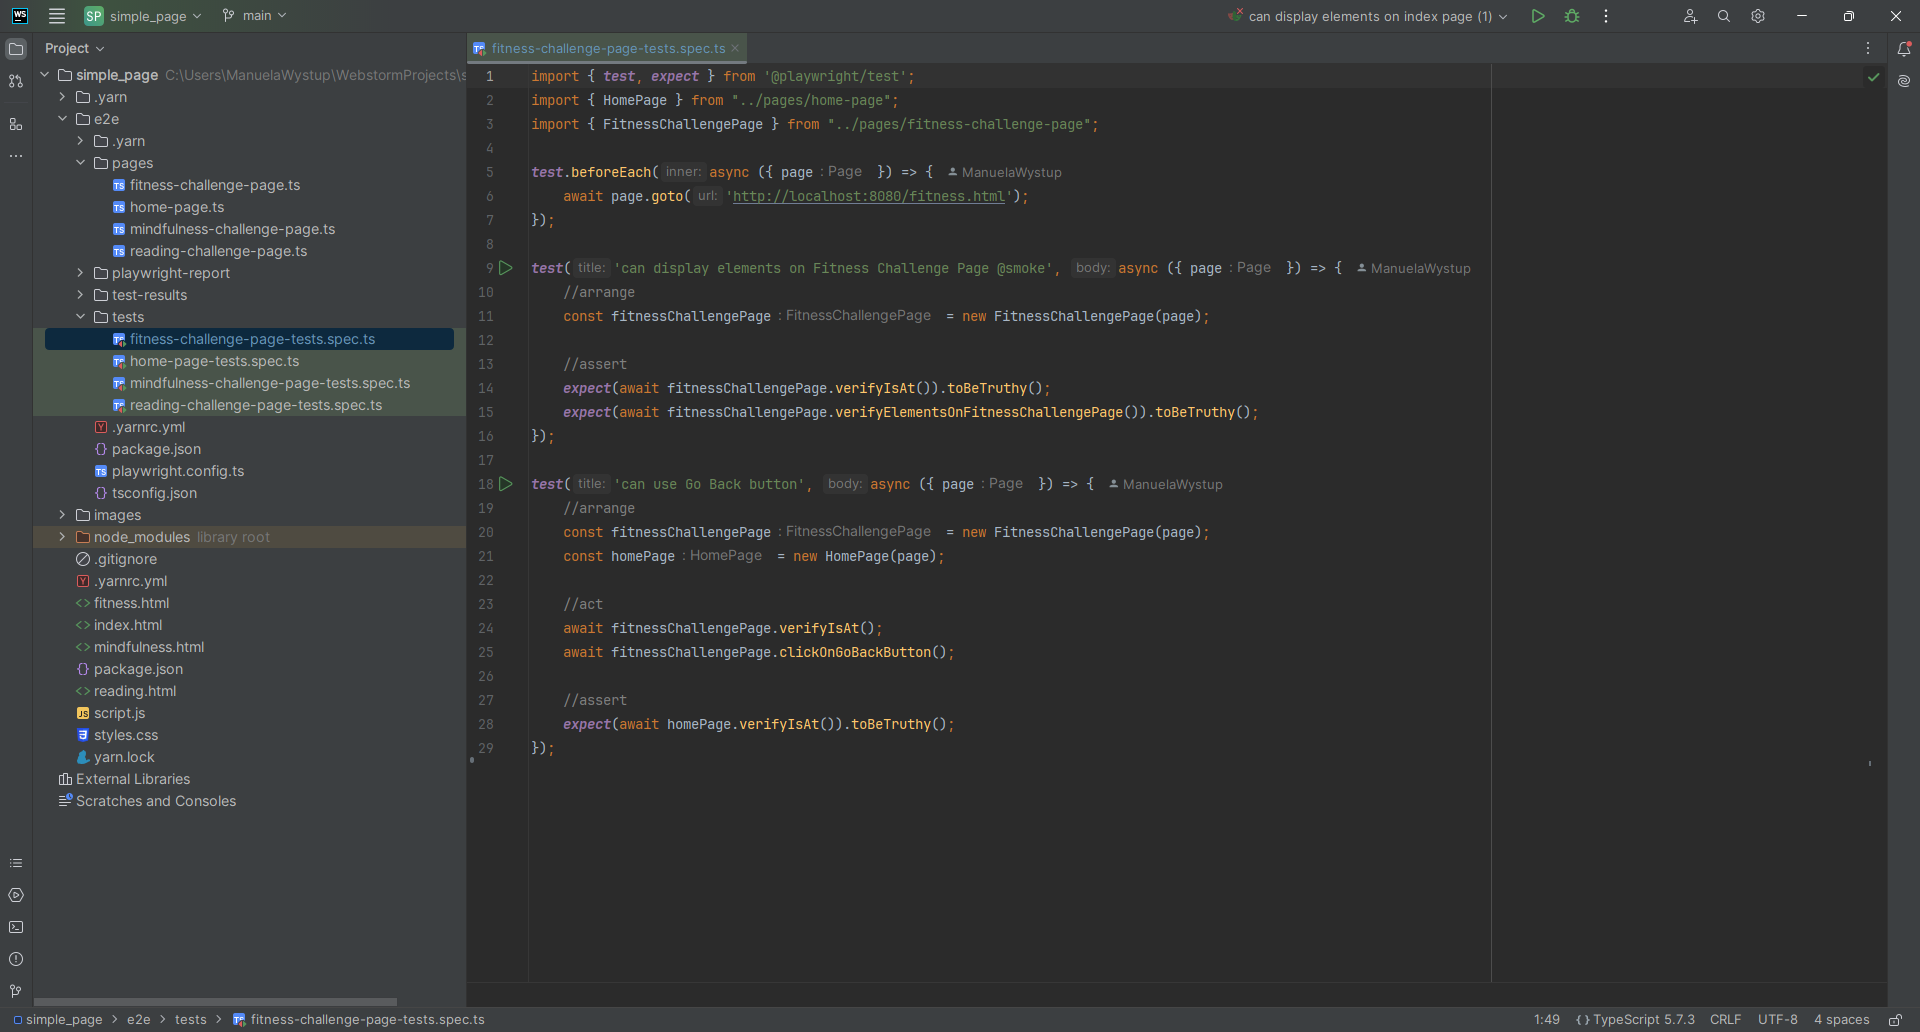 WS
SP simple_page main can display elements on index page (1)
Project
simple_page C:\Users\ManuelaWystup\WebstormProjects\s
.yarn
e2e
.yarn
pages
fitness-challenge-page.ts
home-page.ts
mindfulness-challenge-page.ts
reading-challenge-page.ts
playwright-report
test-results
tests
fitness-challenge-page-tests.spec.ts
home-page-tests.spec.ts
mindfulness-challenge-page-tests.spec.ts
reading-challenge-page-tests.spec.ts
.yarnrc.yml
package.json
playwright.config.ts
tsconfig.json
images
node_modules library root
.gitignore
.yarnrc.yml
fitness.html
index.html
mindfulness.html
package.json
reading.html
script.js
styles.css
yarn.lock
External Libraries
Scratches and Consoles
fitness-challenge-page-tests.spec.ts
1 import { test, expect } from '@playwright/test';
2 import { HomePage } from "../pages/home-page";
3 import { FitnessChallengePage } from "../pages/fitness-challenge-page";
4
5 test.beforeEach( inner: async ({ page : Page }) => { ManuelaWystup
6 await page.goto( url: 'http://localhost:8080/fitness.html');
7 });
8
9 test( title: 'can display elements on Fitness Challenge Page @smoke', body: async ({ page : Page }) => { ManuelaWystup
10 //arrange
11 const fitnessChallengePage : FitnessChallengePage = new FitnessChallengePage(page);
12
13 //assert
14 expect(await fitnessChallengePage.verifyIsAt()).toBeTruthy();
15 expect(await fitnessChallengePage.verifyElementsOnFitnessChallengePage()).toBeTruthy();
16 });
17
18 test( title: 'can use Go Back button', body: async ({ page : Page }) => { ManuelaWystup
19 //arrange
20 const fitnessChallengePage : FitnessChallengePage = new FitnessChallengePage(page);
21 const homePage : HomePage = new HomePage(page);
22
23 //act
24 await fitnessChallengePage.verifyIsAt();
25 await fitnessChallengePage.clickOnGoBackButton();
26
27 //assert
28 expect(await homePage.verifyIsAt()).toBeTruthy();
29 });
simple_page > e2e > tests > fitness-challenge-page-tests.spec.ts 1:49 {} TypeScript 5.7.3 CRLF UTF-8 4 spaces